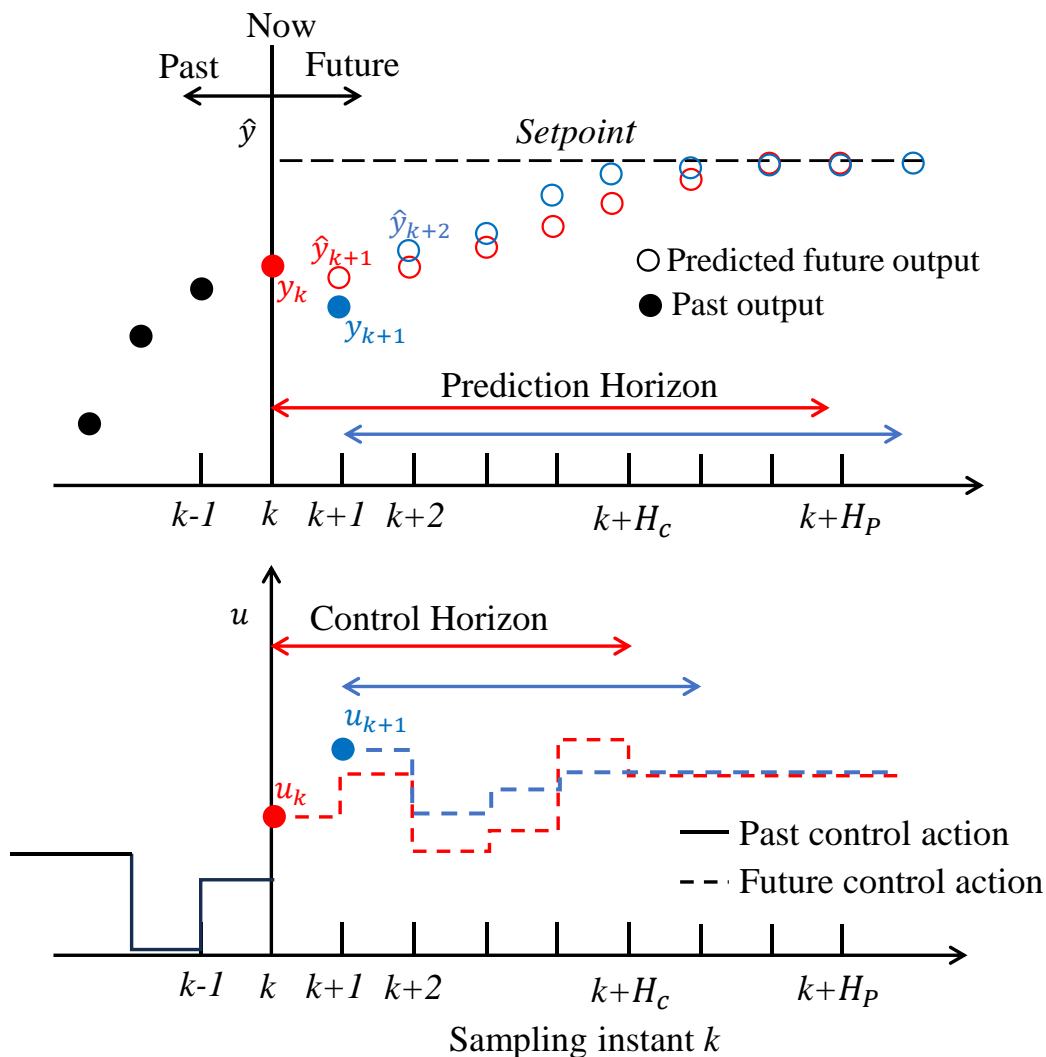 Now
Past
Future
ŷ
Setpoint
ŷ_{k+2}
ŷ_{k+1}
Predicted future output
y_k
Past output
y_{k+1}
Prediction Horizon
k-1 k k+1 k+2 k+H_c k+H_P
u
Control Horizon
u_{k+1}
u_k
Past control action
Future control action
k-1 k k+1 k+2 k+H_c k+H_P
Sampling instant k